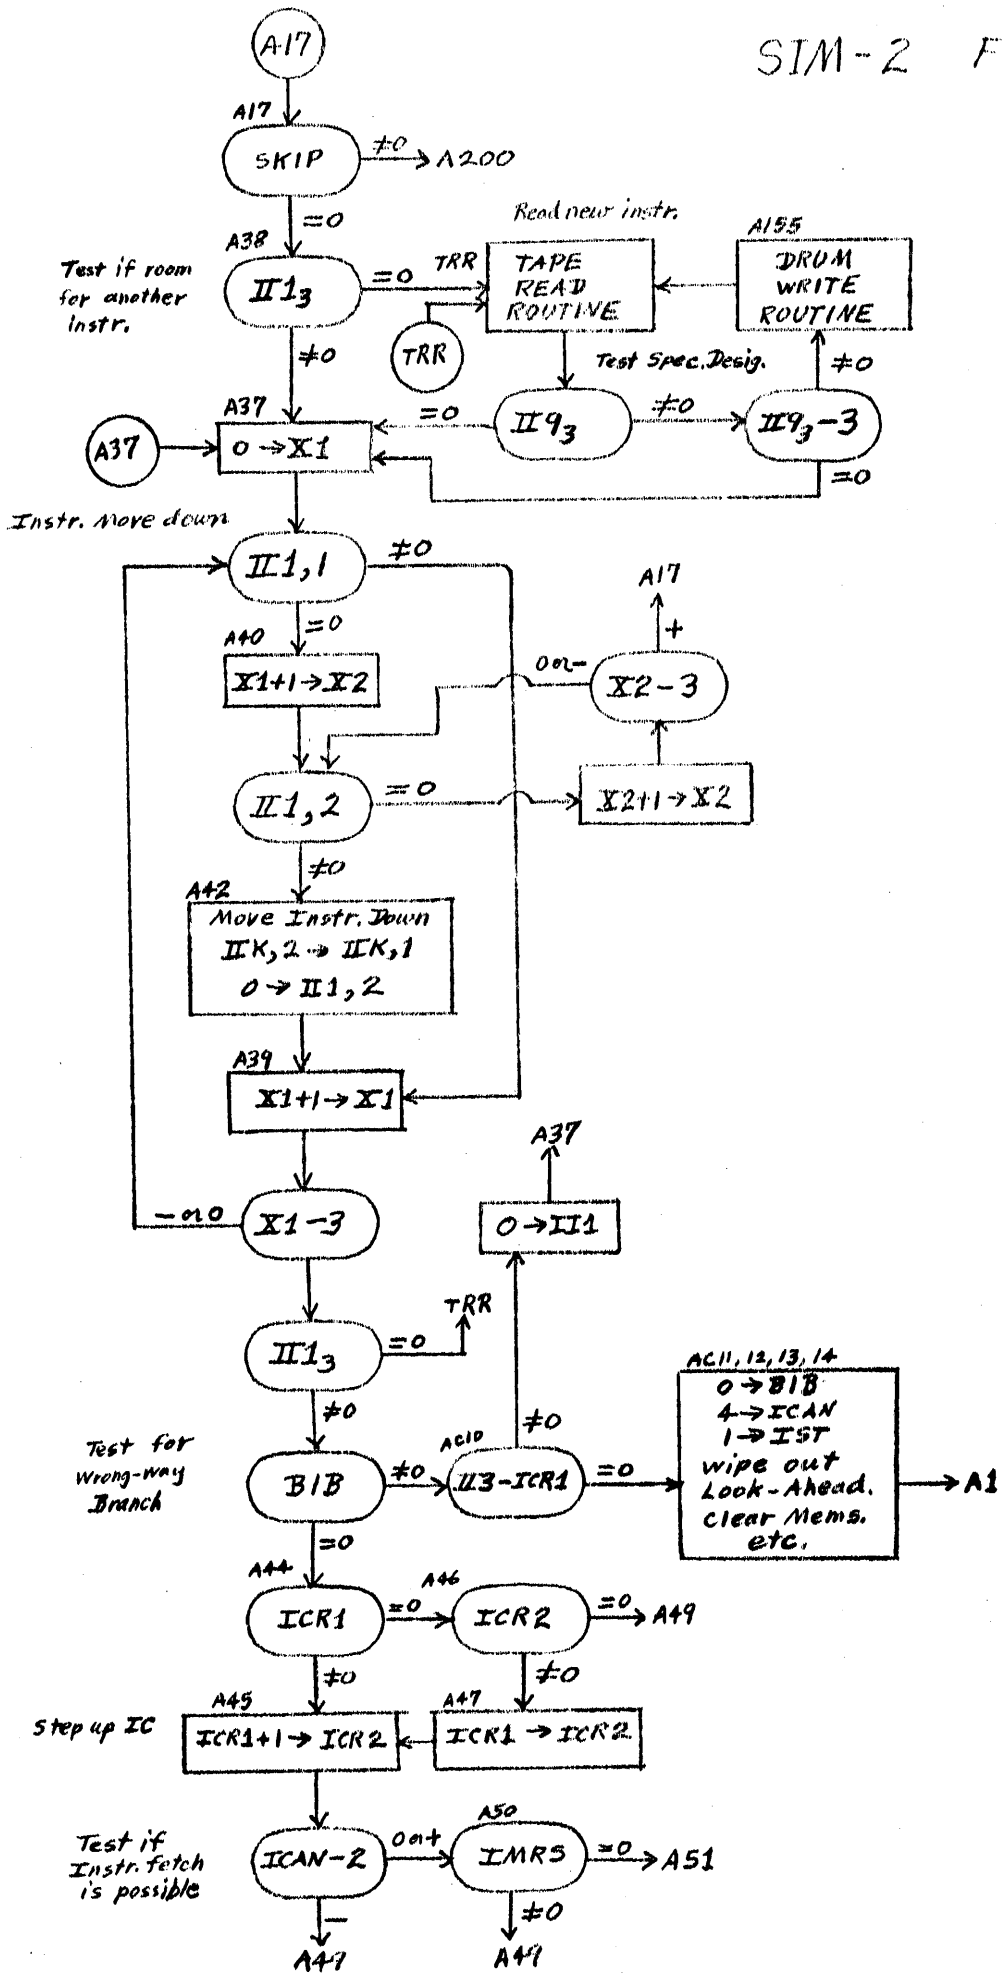 A17
SIM-2 F
A17
SKIP
≠0
A200
=0
Read new instr.
A38
A155
Test if room
for another
instr.
II1₃
=0
TRR
TAPE
READ
ROUTINE
DRUM
WRITE
ROUTINE
≠0
TRR
Test Spec. Desig.
≠0
A37
A37
0→X1
=0
II9₃
≠0
II9₃-3
=0
Instr. Move down
II1,1
≠0
A17
=0
+
A40
X1+1→X2
0 or -
X2-3
II1,2
=0
X2+1→X2
≠0
A42
Move Instr. Down
IIK,2→IIK,1
0→II1,2
A39
X1+1→X1
A37
- or 0
X1-3
0→II1
TRR
II1₃
=0
≠0
≠0
AC11, 12, 13, 14
0→BIB
4→ICAN
1→IST
wipe out
Look-Ahead.
Clear Mems.
etc.
Test for
Wrong-way
Branch
BIB
≠0
AC10
II3-ICR1
=0
A1
=0
A44
ICR1
=0
A46
ICR2
=0
A49
≠0
≠0
Step up IC
A45
ICR1+1→ICR2
A47
ICR1→ICR2
Test if
Instr. fetch
is possible
ICAN-2
0 or +
A50
IMRS
=0
A51
-
≠0
A49
A49